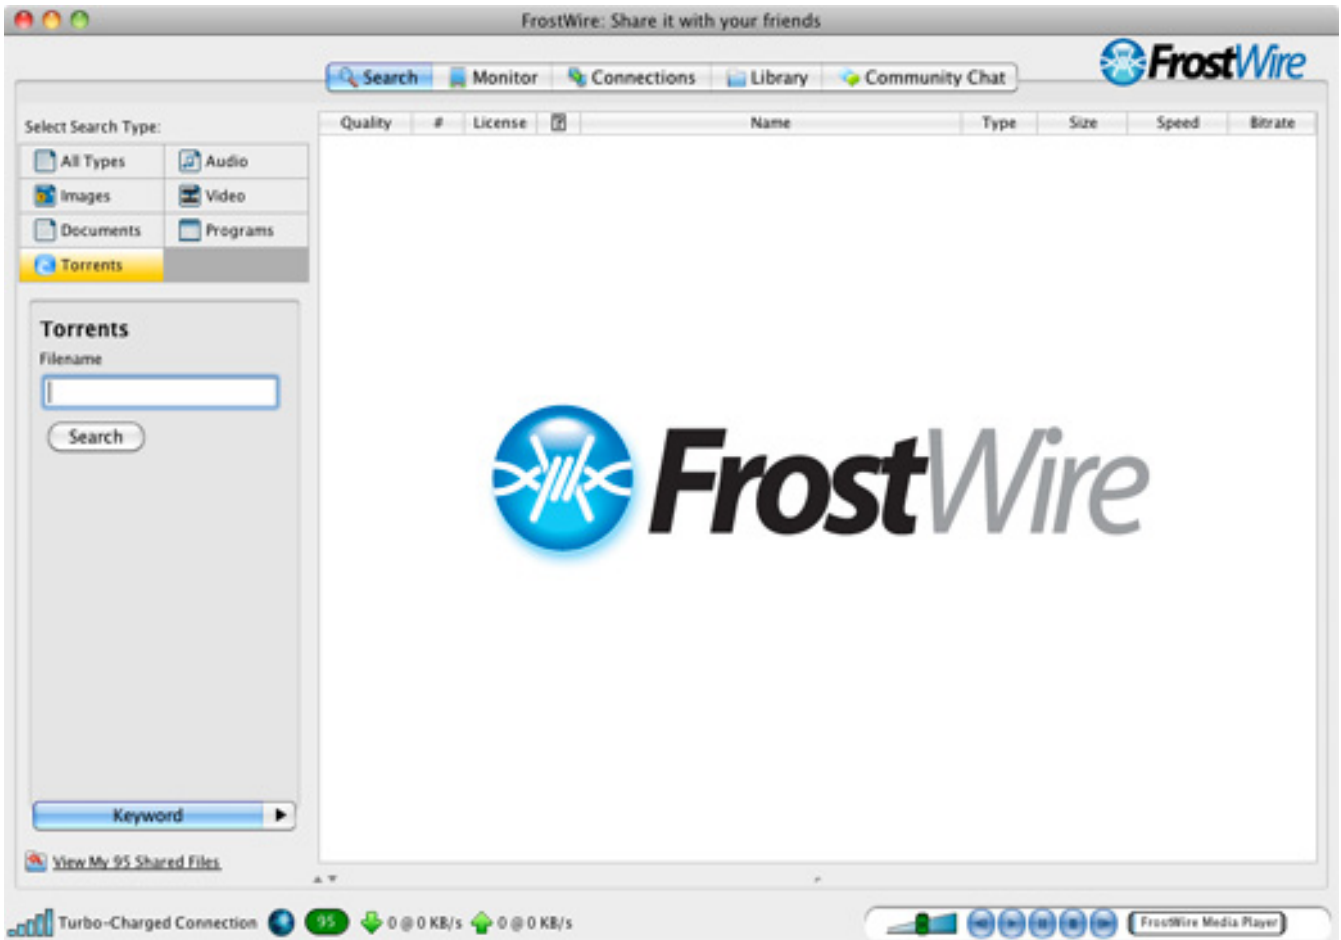 FrostWire: Share it with your friends
Search Monitor Connections Library Community Chat
FrostWire
Select Search Type:
Quality # License Name Type Size Speed Bitrate
All Types Audio
Images Video
Documents Programs
Torrents
Torrents
Filename
Search
FrostWire
Keyword
View My 95 Shared Files
Turbo-Charged Connection 95 0 @ 0 KB/s 0 @ 0 KB/s FrostWire Media Player